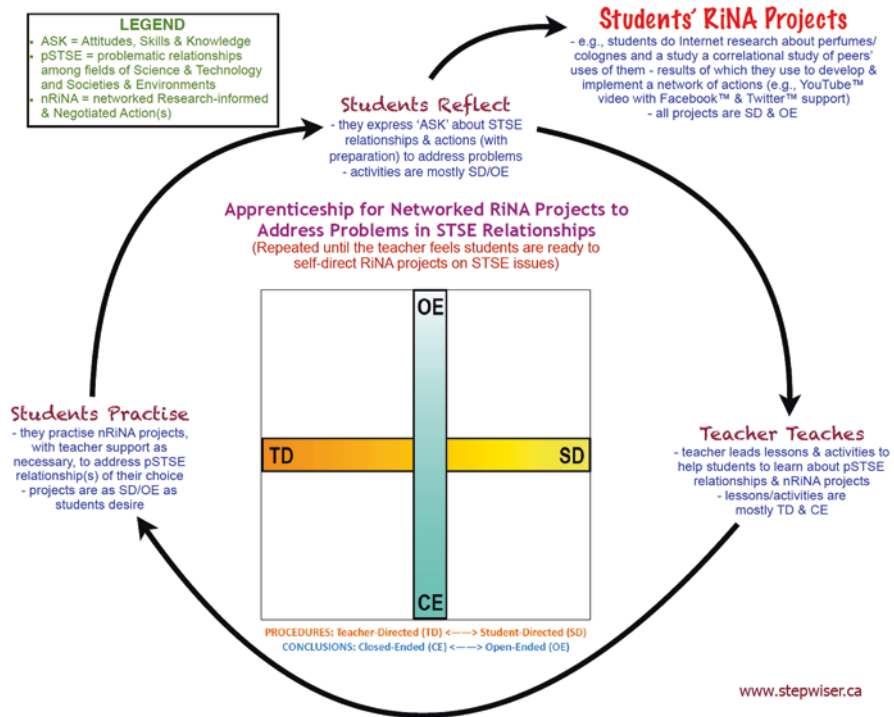 LEGEND
• ASK = Attitudes, Skills & Knowledge
• pSTSE = problematic relationships
among fields of Science & Technology
and Societies & Environments
• nRiNA = networked Research-informed
& Negotiated Action(s)
Students' RiNA Projects
- e.g., students do Internet research about perfumes/
colognes and a study a correlational study of peers'
uses of them - results of which they use to develop &
implement a network of actions (e.g., YouTube™
video with Facebook™ & Twitter™ support)
- all projects are SD & OE
Students Reflect
- they express 'ASK' about STSE
relationships & actions (with
preparation) to address problems
- activities are mostly SD/OE
Apprenticeship for Networked RiNA Projects to
Address Problems in STSE Relationships
(Repeated until the teacher feels students are ready to
self-direct RiNA projects on STSE issues)
OE
TD
SD
CE
Students Practise
- they practise nRiNA projects,
with teacher support as
necessary, to address pSTSE
relationship(s) of their choice
- projects are as SD/OE as
students desire
Teacher Teaches
- teacher leads lessons & activities to
help students to learn about pSTSE
relationships & nRiNA projects
- lessons/activities are
mostly TD & CE
PROCEDURES: Teacher-Directed (TD) <——> Student-Directed (SD)
CONCLUSIONS: Closed-Ended (CE) <——> Open-Ended (OE)
www.stepwiser.ca